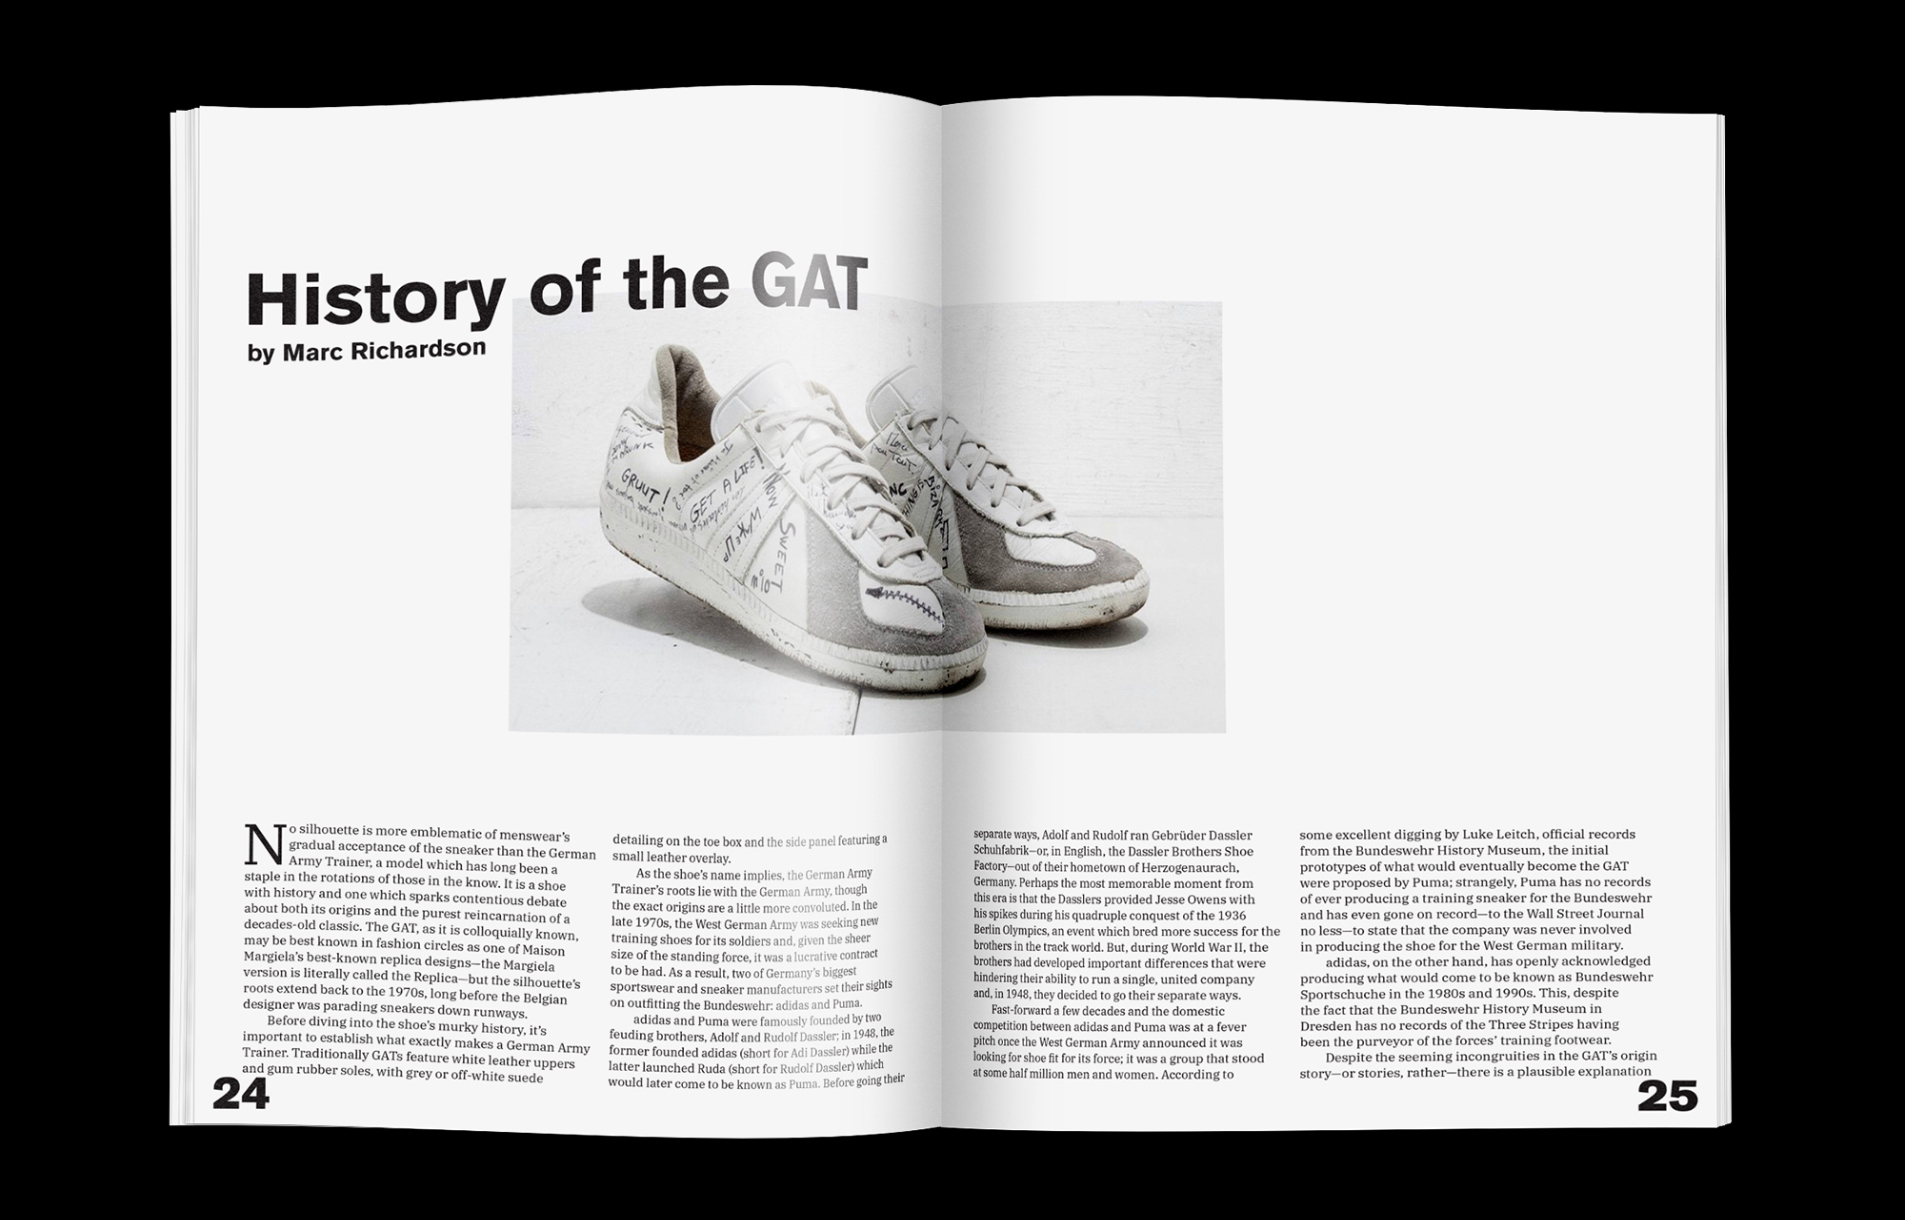 History of the GAT
by Marc Richardson
GRUUT!
GET A LIFE!
NOW
WAKE UP
SWEET
No silhouette is more emblematic of menswear's
gradual acceptance of the sneaker than the German
Army Trainer, a model which has long been a
staple in the rotations of those in the know. It is a shoe
with history and one which sparks contentious debate
about both its origins and the purest reincarnation of a
decades-old classic. The GAT, as it is colloquially known,
may be best known in fashion circles as one of Maison
Margiela's best-known replica designs—the Margiela
version is literally called the Replica—but the silhouette's
roots extend back to the 1970s, long before the Belgian
designer was parading sneakers down runways.
Before diving into the shoe's murky history, it's
important to establish what exactly makes a German Army
Trainer. Traditionally GATs feature white leather uppers
and gum rubber soles, with grey or off-white suede
detailing on the toe box and the side panel featuring a
small leather overlay.
As the shoe's name implies, the German Army
Trainer's roots lie with the German Army, though
the exact origins are a little more convoluted. In the
late 1970s, the West German Army was seeking new
training shoes for its soldiers and, given the sheer
size of the standing force, it was a lucrative contract
to be had. As a result, two of Germany's biggest
sportswear and sneaker manufacturers set their sights
on outfitting the Bundeswehr: adidas and Puma.
adidas and Puma were famously founded by two
feuding brothers, Adolf and Rudolf Dassler; in 1948, the
former founded adidas (short for Adi Dassler) while the
latter launched Ruda (short for Rudolf Dassler) which
would later come to be known as Puma. Before going their
24
separate ways, Adolf and Rudolf ran Gebrüder Dassler
Schuhfabrik—or, in English, the Dassler Brothers Shoe
Factory—out of their hometown of Herzogenaurach,
Germany. Perhaps the most memorable moment from
this era is that the Dasslers provided Jesse Owens with
his spikes during his quadruple conquest of the 1936
Berlin Olympics, an event which bred more success for the
brothers in the track world. But, during World War II, the
brothers had developed important differences that were
hindering their ability to run a single, united company
and, in 1948, they decided to go their separate ways.
Fast-forward a few decades and the domestic
competition between adidas and Puma was at a fever
pitch once the West German Army announced it was
looking for shoe fit for its force; it was a group that stood
at some half million men and women. According to
some excellent digging by Luke Leitch, official records
from the Bundeswehr History Museum, the initial
prototypes of what would eventually become the GAT
were proposed by Puma; strangely, Puma has no records
of ever producing a training sneaker for the Bundeswehr
and has even gone on record—to the Wall Street Journal
no less—to state that the company was never involved
in producing the shoe for the West German military.
adidas, on the other hand, has openly acknowledged
producing what would come to be known as Bundeswehr
Sportschuche in the 1980s and 1990s. This, despite
the fact that the Bundeswehr History Museum in
Dresden has no records of the Three Stripes having
been the purveyor of the forces' training footwear.
Despite the seeming incongruities in the GAT's origin
story—or stories, rather—there is a plausible explanation
25